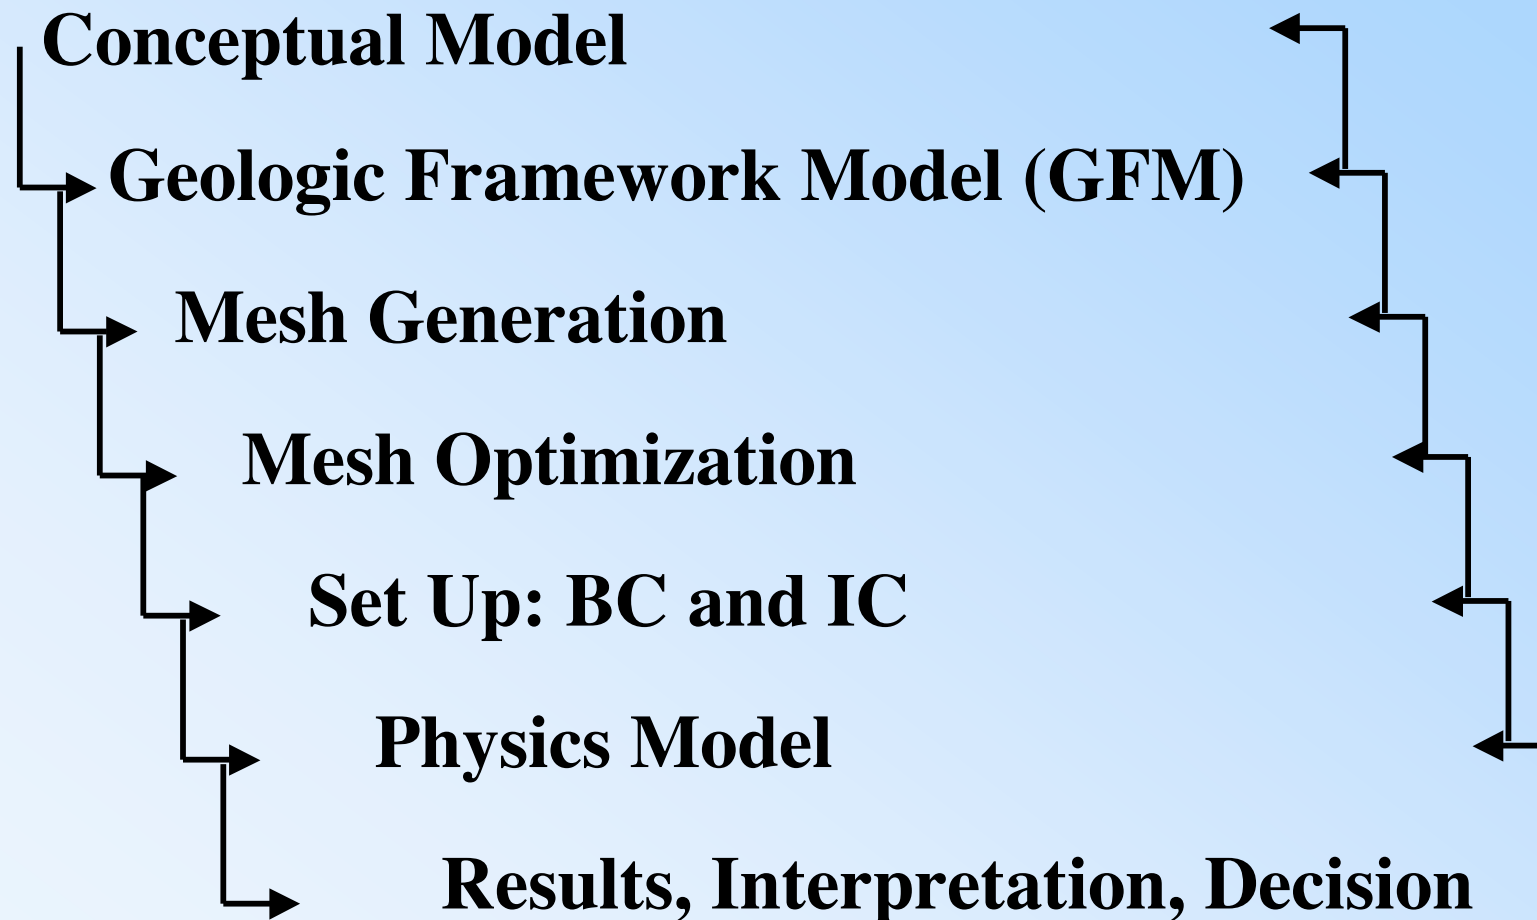 Conceptual Model
Geologic Framework Model (GFM)
Mesh Generation
Mesh Optimization
Set Up: BC and IC
Physics Model
Results, Interpretation, Decision